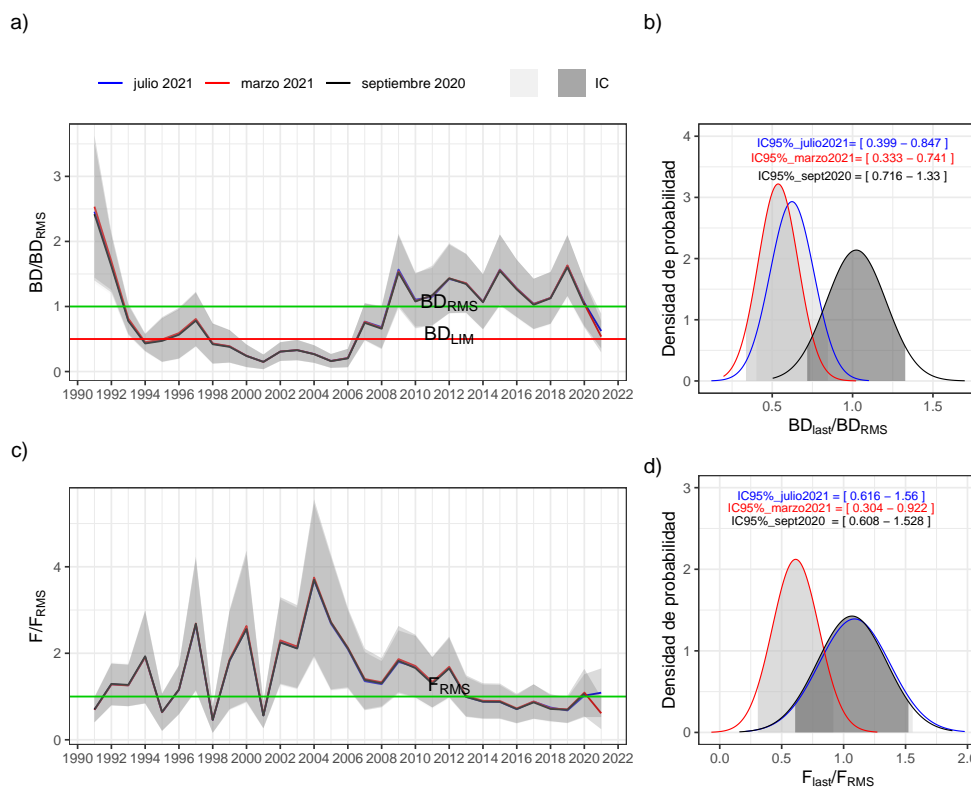 a)
b)
julio 2021 marzo 2021 septiembre 2020 IC
BD/BDRMS
3
2
1
0
BDRMS
BDLIM
1990 1992 1994 1996 1998 2000 2002 2004 2006 2008 2010 2012 2014 2016 2018 2020 2022
Densidad de probabilidad
4
3
2
1
0
IC95%_julio2021= [ 0.399 − 0.847 ]
IC95%_marzo2021= [ 0.333 − 0.741 ]
IC95%_sept2020 = [ 0.716 − 1.33 ]
0.5 1.0 1.5
BDlast/BDRMS
c)
d)
F/FRMS
4
2
0
FRMS
1990 1992 1994 1996 1998 2000 2002 2004 2006 2008 2010 2012 2014 2016 2018 2020 2022
Densidad de probabilidad
3
2
1
0
IC95%_julio2021 = [ 0.616 − 1.56 ]
IC95%_marzo2021 = [ 0.304 − 0.922 ]
IC95%_sept2020 = [ 0.608 − 1.528 ]
0.0 0.5 1.0 1.5 2.0
Flast/FRMS